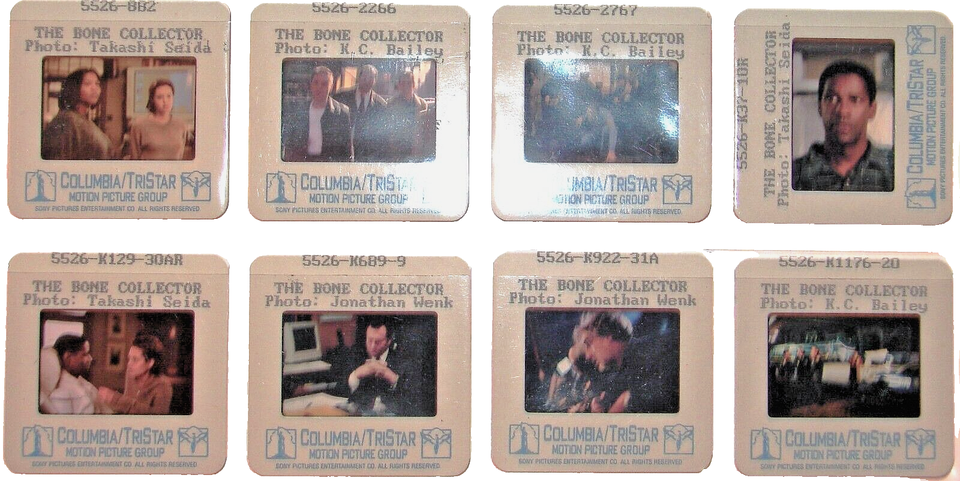 5526-882
THE BONE COLLECTOR
Photo: Takashi Seida
COLUMBIA/TRISTAR
MOTION PICTURE GROUP
SONY PICTURES ENTERTAINMENT CO. ALL RIGHTS RESERVED.
5526-2266
THE BONE COLLECTOR
Photo: K.C. Bailey
COLUMBIA/TRISTAR
MOTION PICTURE GROUP
SONY PICTURES ENTERTAINMENT CO. ALL RIGHTS RESERVED.
5526-2767
THE BONE COLLECTOR
Photo: K.C. Bailey
UMBIA/TRISTAR
MOTION PICTURE GROUP
ENTERTAINMENT CO. ALL RIGHTS RESERVED.
5526-K37-10R
THE BONE COLLECTOR
Photo: Takashi Seida
COLUMBIA/TRISTAR
MOTION PICTURE GROUP
SONY PICTURES ENTERTAINMENT CO. ALL RIGHTS RESERVED.
5526-K129-30AR
THE BONE COLLECTOR
Photo: Takashi Seida
COLUMBIA/TRISTAR
MOTION PICTURE GROUP
SONY PICTURES ENTERTAINMENT CO. ALL RIGHTS RESERVED.
5526-K689-9
THE BONE COLLECTOR
Photo: Jonathan Wenk
COLUMBIA/TRISTAR
MOTION PICTURE GROUP
SONY PICTURES ENTERTAINMENT CO. ALL RIGHTS RESERVED.
5526-K922-31A
THE BONE COLLECTOR
Photo: Jonathan Wenk
COLUMBIA/TRISTAR
MOTION PICTURE GROUP
SONY PICTURES ENTERTAINMENT CO. ALL RIGHTS RESERVED.
5526-K1176-20
THE BONE COLLECTOR
Photo: K.C. Bailey
COLUMBIA/TRISTAR
MOTION PICTURE GROUP
SONY PICTURES ENTERTAINMENT CO. ALL RIGHTS RESERVED.